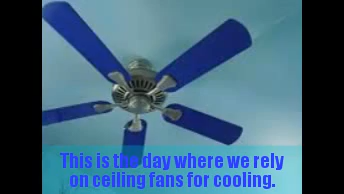 This is the day where we rely
on ceiling fans for cooling.